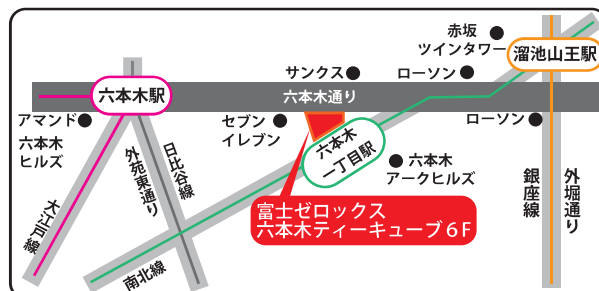 赤坂
ツインタワー
溜池山王駅
サンクス
ローソン
六本木駅
六本木通り
アマンド
六本木
ヒルズ
セブン
イレブン
六本木
一丁目駅
ローソン
六本木
アークヒルズ
日比谷線
外苑東通り
大江戸線
南北線
銀座線
外堀通り
富士ゼロックス
六本木ティーキューブ6F